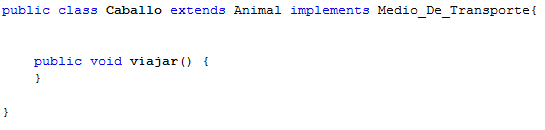 public class Caballo extends Animal implements Medio_De_Transporte{
public void viajar() {
}
}